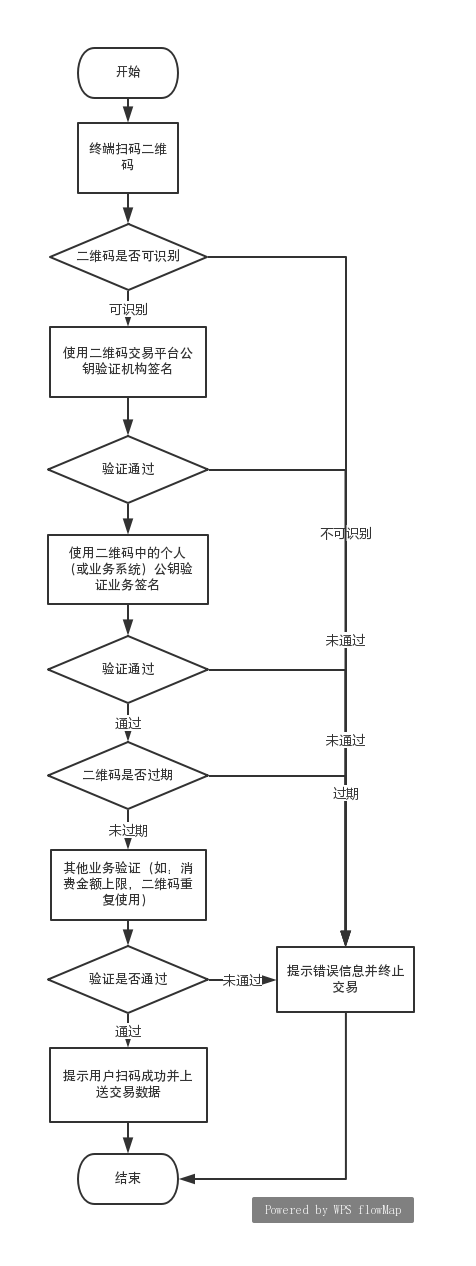 开始
终端扫码二维
码
二维码是否可识别
可识别
使用二维码交易平台公
钥验证机构签名
验证通过
不可识别
使用二维码中的个人
（或业务系统）公钥验
证业务签名
未通过
验证通过
通过
未通过
二维码是否过期
过期
未过期
其他业务验证（如：消
费金额上限，二维码重
复使用）
验证是否通过
未通过
提示错误信息并终止
交易
通过
提示用户扫码成功并上
送交易数据
结束
Powered by WPS flowMap